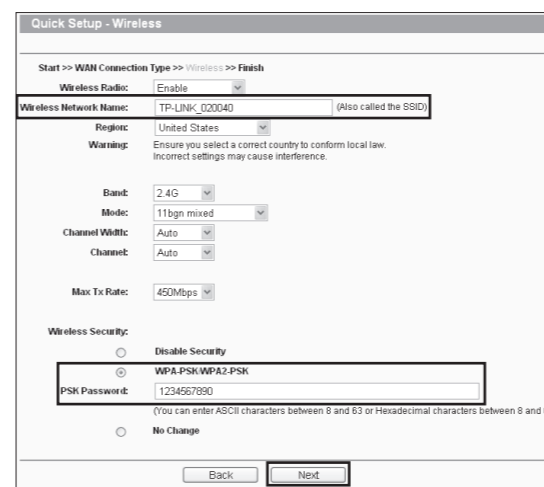 Quick Setup - Wireless
Start >> WAN Connection Type >> Wireless >> Finish
Wireless Radio: Enable
Wireless Network Name: TP-LINK_020040 (Also called the SSID)
Region: United States
Warning: Ensure you select a correct country to conform local law.
Incorrect settings may cause interference.
Band: 2.4G
Mode: 11bgn mixed
Channel Width: Auto
Channel: Auto
Max Tx Rate: 450Mbps
Wireless Security:
Disable Security
WPA-PSK/WPA2-PSK
PSK Password: 1234567890
(You can enter ASCII characters between 8 and 63 or Hexadecimal characters between 8 and
No Change
Back Next